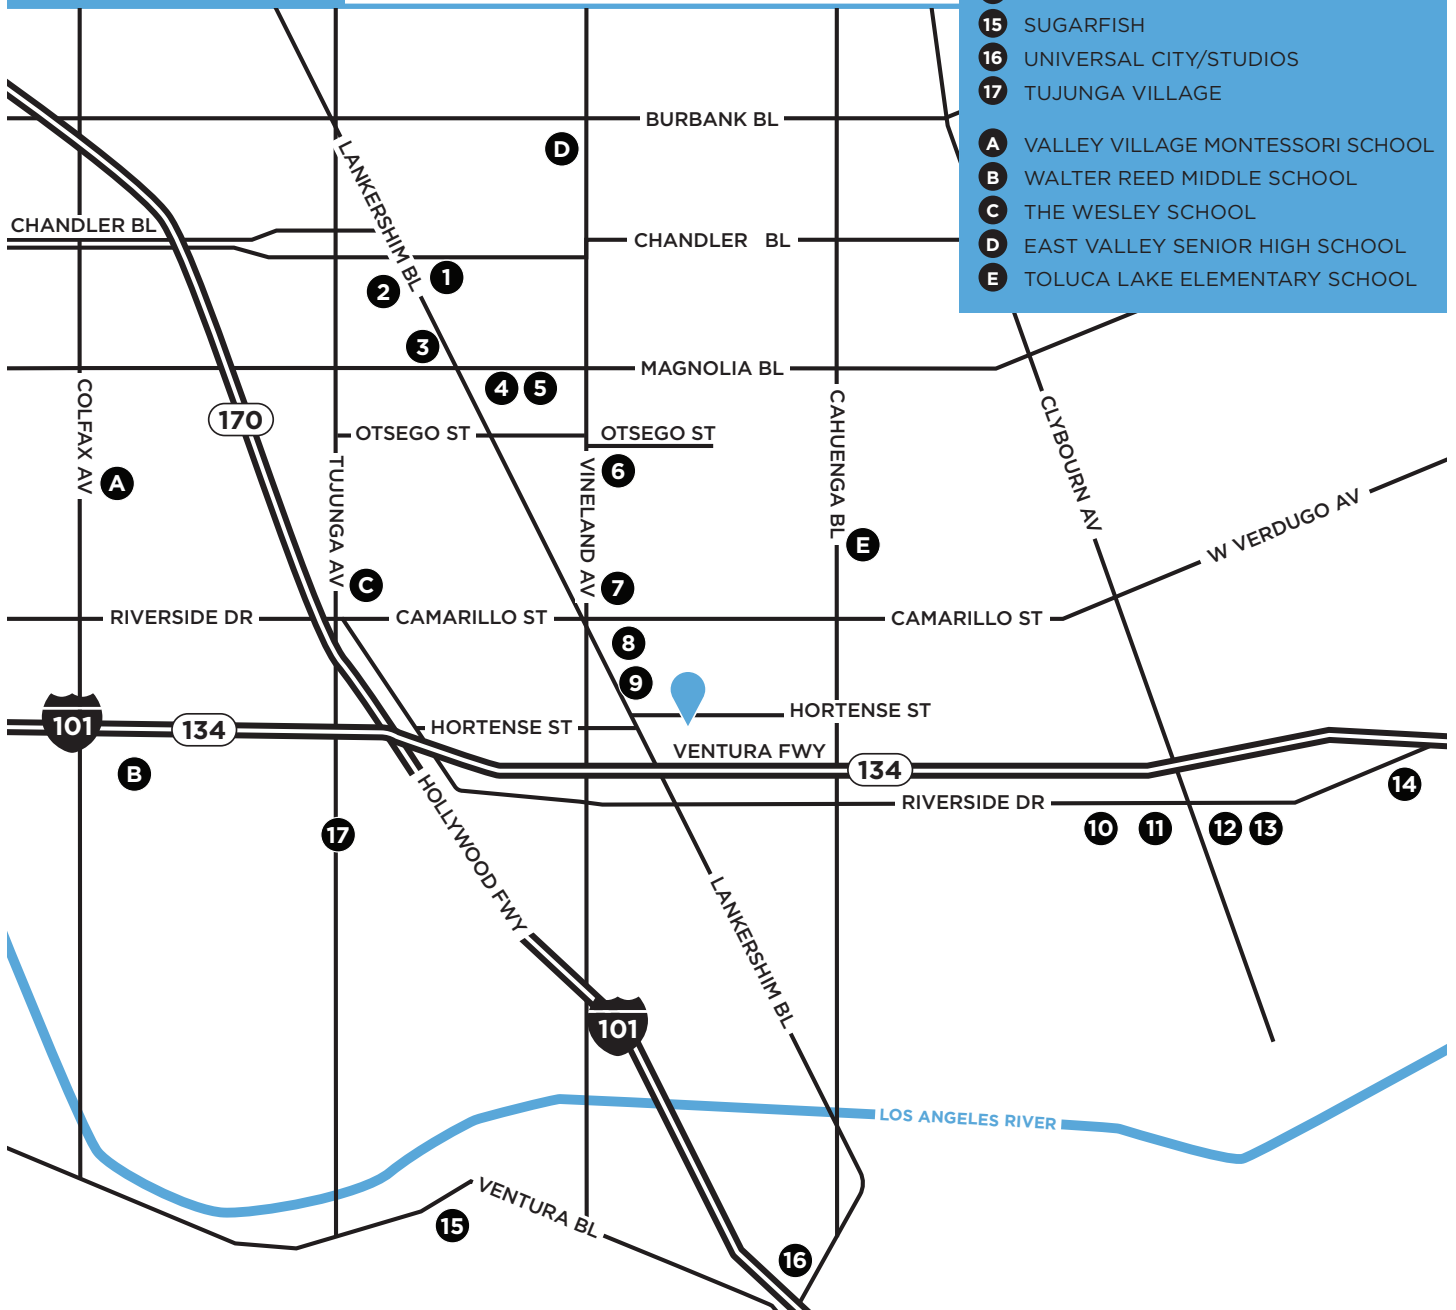 15 SUGARFISH
16 UNIVERSAL CITY/STUDIOS
17 TUJUNGA VILLAGE
A VALLEY VILLAGE MONTESSORI SCHOOL
B WALTER REED MIDDLE SCHOOL
C THE WESLEY SCHOOL
D EAST VALLEY SENIOR HIGH SCHOOL
E TOLUCA LAKE ELEMENTARY SCHOOL
BURBANK BL
D
LANKERSHIM BL
CHANDLER BL
CHANDLER BL
1
2
3
MAGNOLIA BL
4 5
COLFAX AV
170
CAHUENGA BL
CLYBOURN AV
OTSEGO ST
OTSEGO ST
TUJUNGA AV
VINELAND AV
6
A
W VERDUGO AV
E
C
7
RIVERSIDE DR
CAMARILLO ST
CAMARILLO ST
8
9
HORTENSE ST
HORTENSE ST
101
134
VENTURA FWY
134
B
14
HOLLYWOOD FWY
RIVERSIDE DR
17
10 11 12 13
LANKERSHIM BL
101
LOS ANGELES RIVER
VENTURA BL
15
16